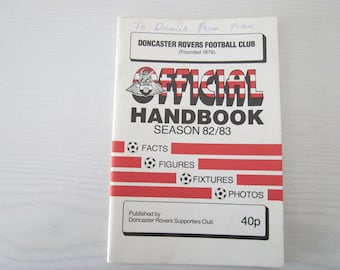 To Daniel from Nan
DONCASTER ROVERS FOOTBALL CLUB
(Founded 1879)
OFFICIAL
HANDBOOK
SEASON 82/83
FACTS
FIGURES
FIXTURES
PHOTOS
Published by
Doncaster Rovers Supporters Club
40p